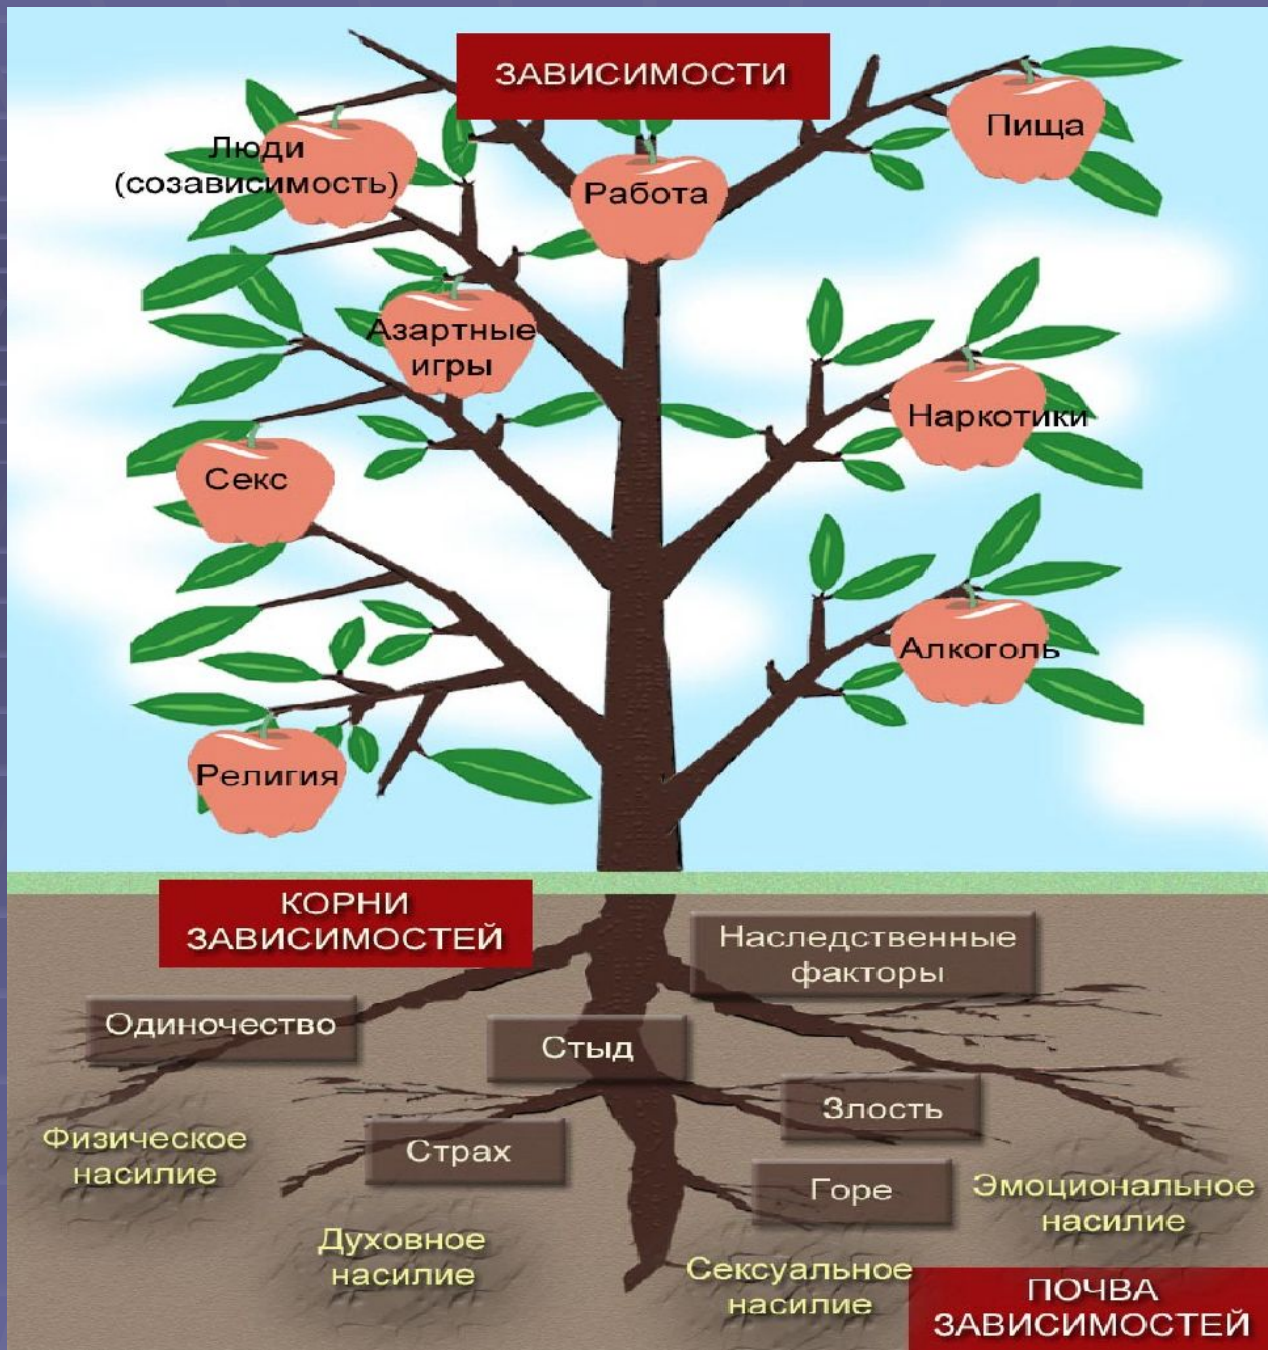 ЗАВИСИМОСТИ
Пища
Люди
(созависимость)
Работа
Азартные
игры
Наркотики
Секс
Алкоголь
Религия
КОРНИ
ЗАВИСИМОСТЕЙ
Наследственные
факторы
Одиночество
Стыд
Злость
Страх
Горе
Физическое
насилие
Эмоциональное
насилие
Духовное
насилие
Сексуальное
насилие
ПОЧВА
ЗАВИСИМОСТЕЙ